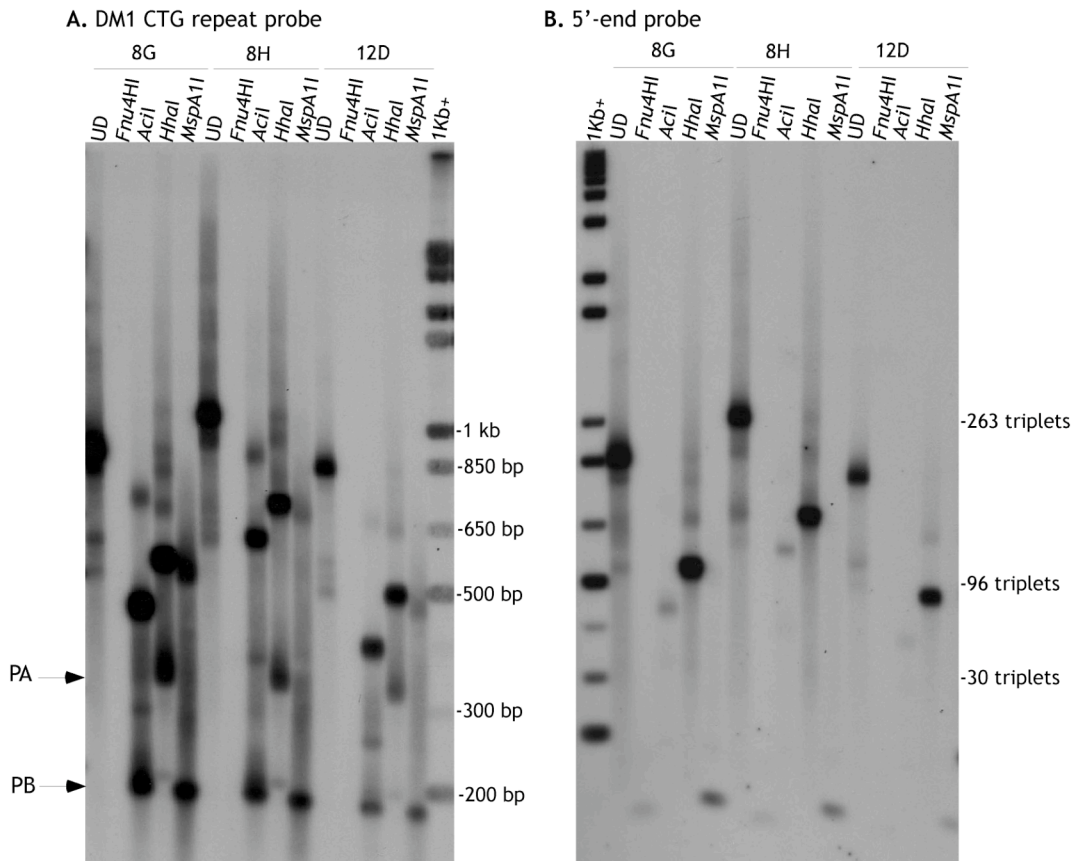 A. DM1 CTG repeat probe
8G 8H 12D
UD Fnu4HI AciI HhaI MspA1I UD Fnu4HI AciI HhaI MspA1I UD Fnu4HI AciI HhaI MspA1I 1Kb+
-1 kb
-850 bp
-650 bp
-500 bp
PA
-300 bp
PB
-200 bp
B. 5’-end probe
8G 8H 12D
1Kb+ UD Fnu4HI AciI HhaI MspA1I UD Fnu4HI AciI HhaI MspA1I UD Fnu4HI AciI HhaI MspA1I
-263 triplets
-96 triplets
-30 triplets